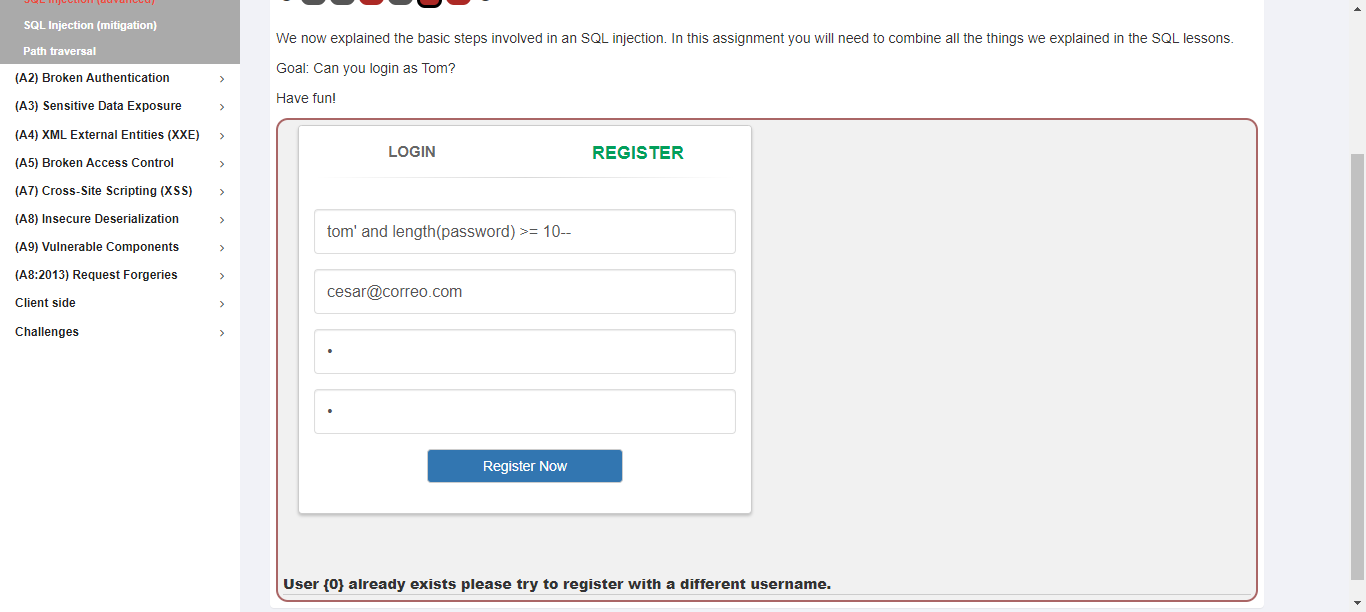 SQL Injection (advanced)
SQL Injection (mitigation)
Path traversal
(A2) Broken Authentication
(A3) Sensitive Data Exposure
(A4) XML External Entities (XXE)
(A5) Broken Access Control
(A7) Cross-Site Scripting (XSS)
(A8) Insecure Deserialization
(A9) Vulnerable Components
(A8:2013) Request Forgeries
Client side
Challenges
We now explained the basic steps involved in an SQL injection. In this assignment you will need to combine all the things we explained in the SQL lessons.
Goal: Can you login as Tom?
Have fun!
LOGIN REGISTER
tom' and length(password) >= 10--
cesar@correo.com
•
•
Register Now
User {0} already exists please try to register with a different username.